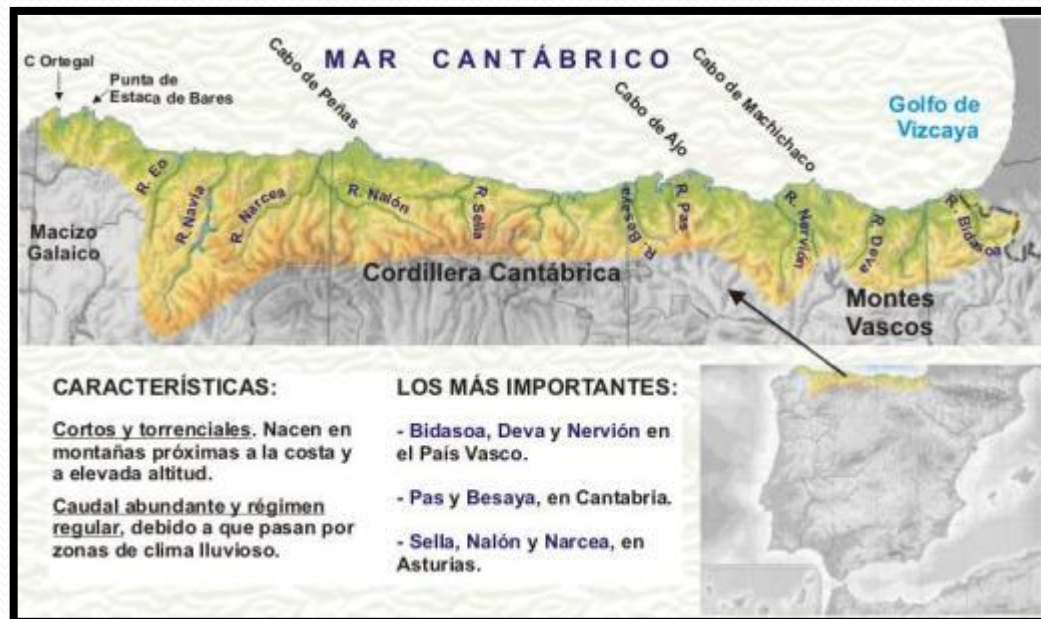 MAR CANTÁBRICO
C Ortegal
Punta de
Estaca de Bares
Cabo de Peñas
Cabo de Ajo
Cabo de Machichaco
Golfo de
Vizcaya
R. Eo
R. Navia
R. Narcea
R. Nalón
R. Sella
R. Besaya
R. Pas
R. Nervión
R. Deva
R. Bidasoa
Macizo
Galaico
Cordillera Cantábrica
Montes
Vascos
CARACTERÍSTICAS:
Cortos y torrenciales. Nacen en
montañas próximas a la costa y
a elevada altitud.
Caudal abundante y régimen
regular, debido a que pasan por
zonas de clima lluvioso.
LOS MÁS IMPORTANTES:
- Bidasoa, Deva y Nervión en
el País Vasco.
- Pas y Besaya, en Cantabria.
- Sella, Nalón y Narcea, en
Asturias.